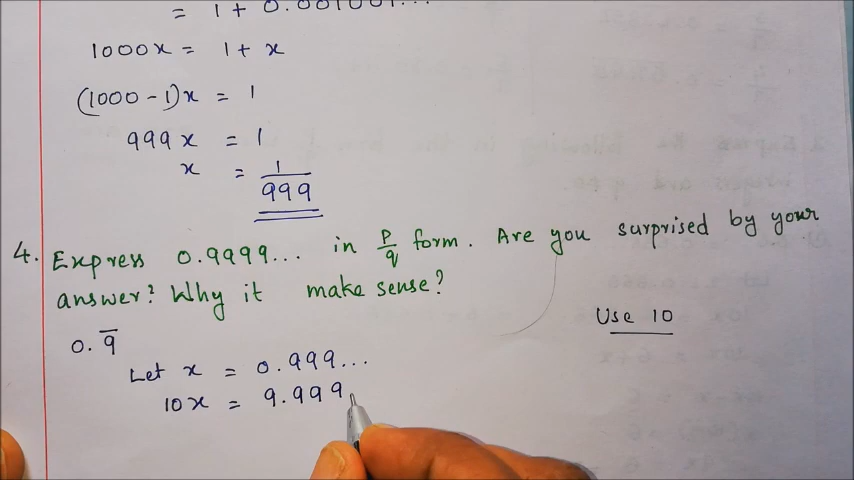 = 1 + 0.001001...
1000x = 1 + x
(1000 - 1)x = 1
999x = 1
x = 1/999
4. Express 0.9999... in p/q form. Are you surprised by your
answer? Why it make sense?
Use 10
0.9̅
Let x = 0.999...
10x = 9.999